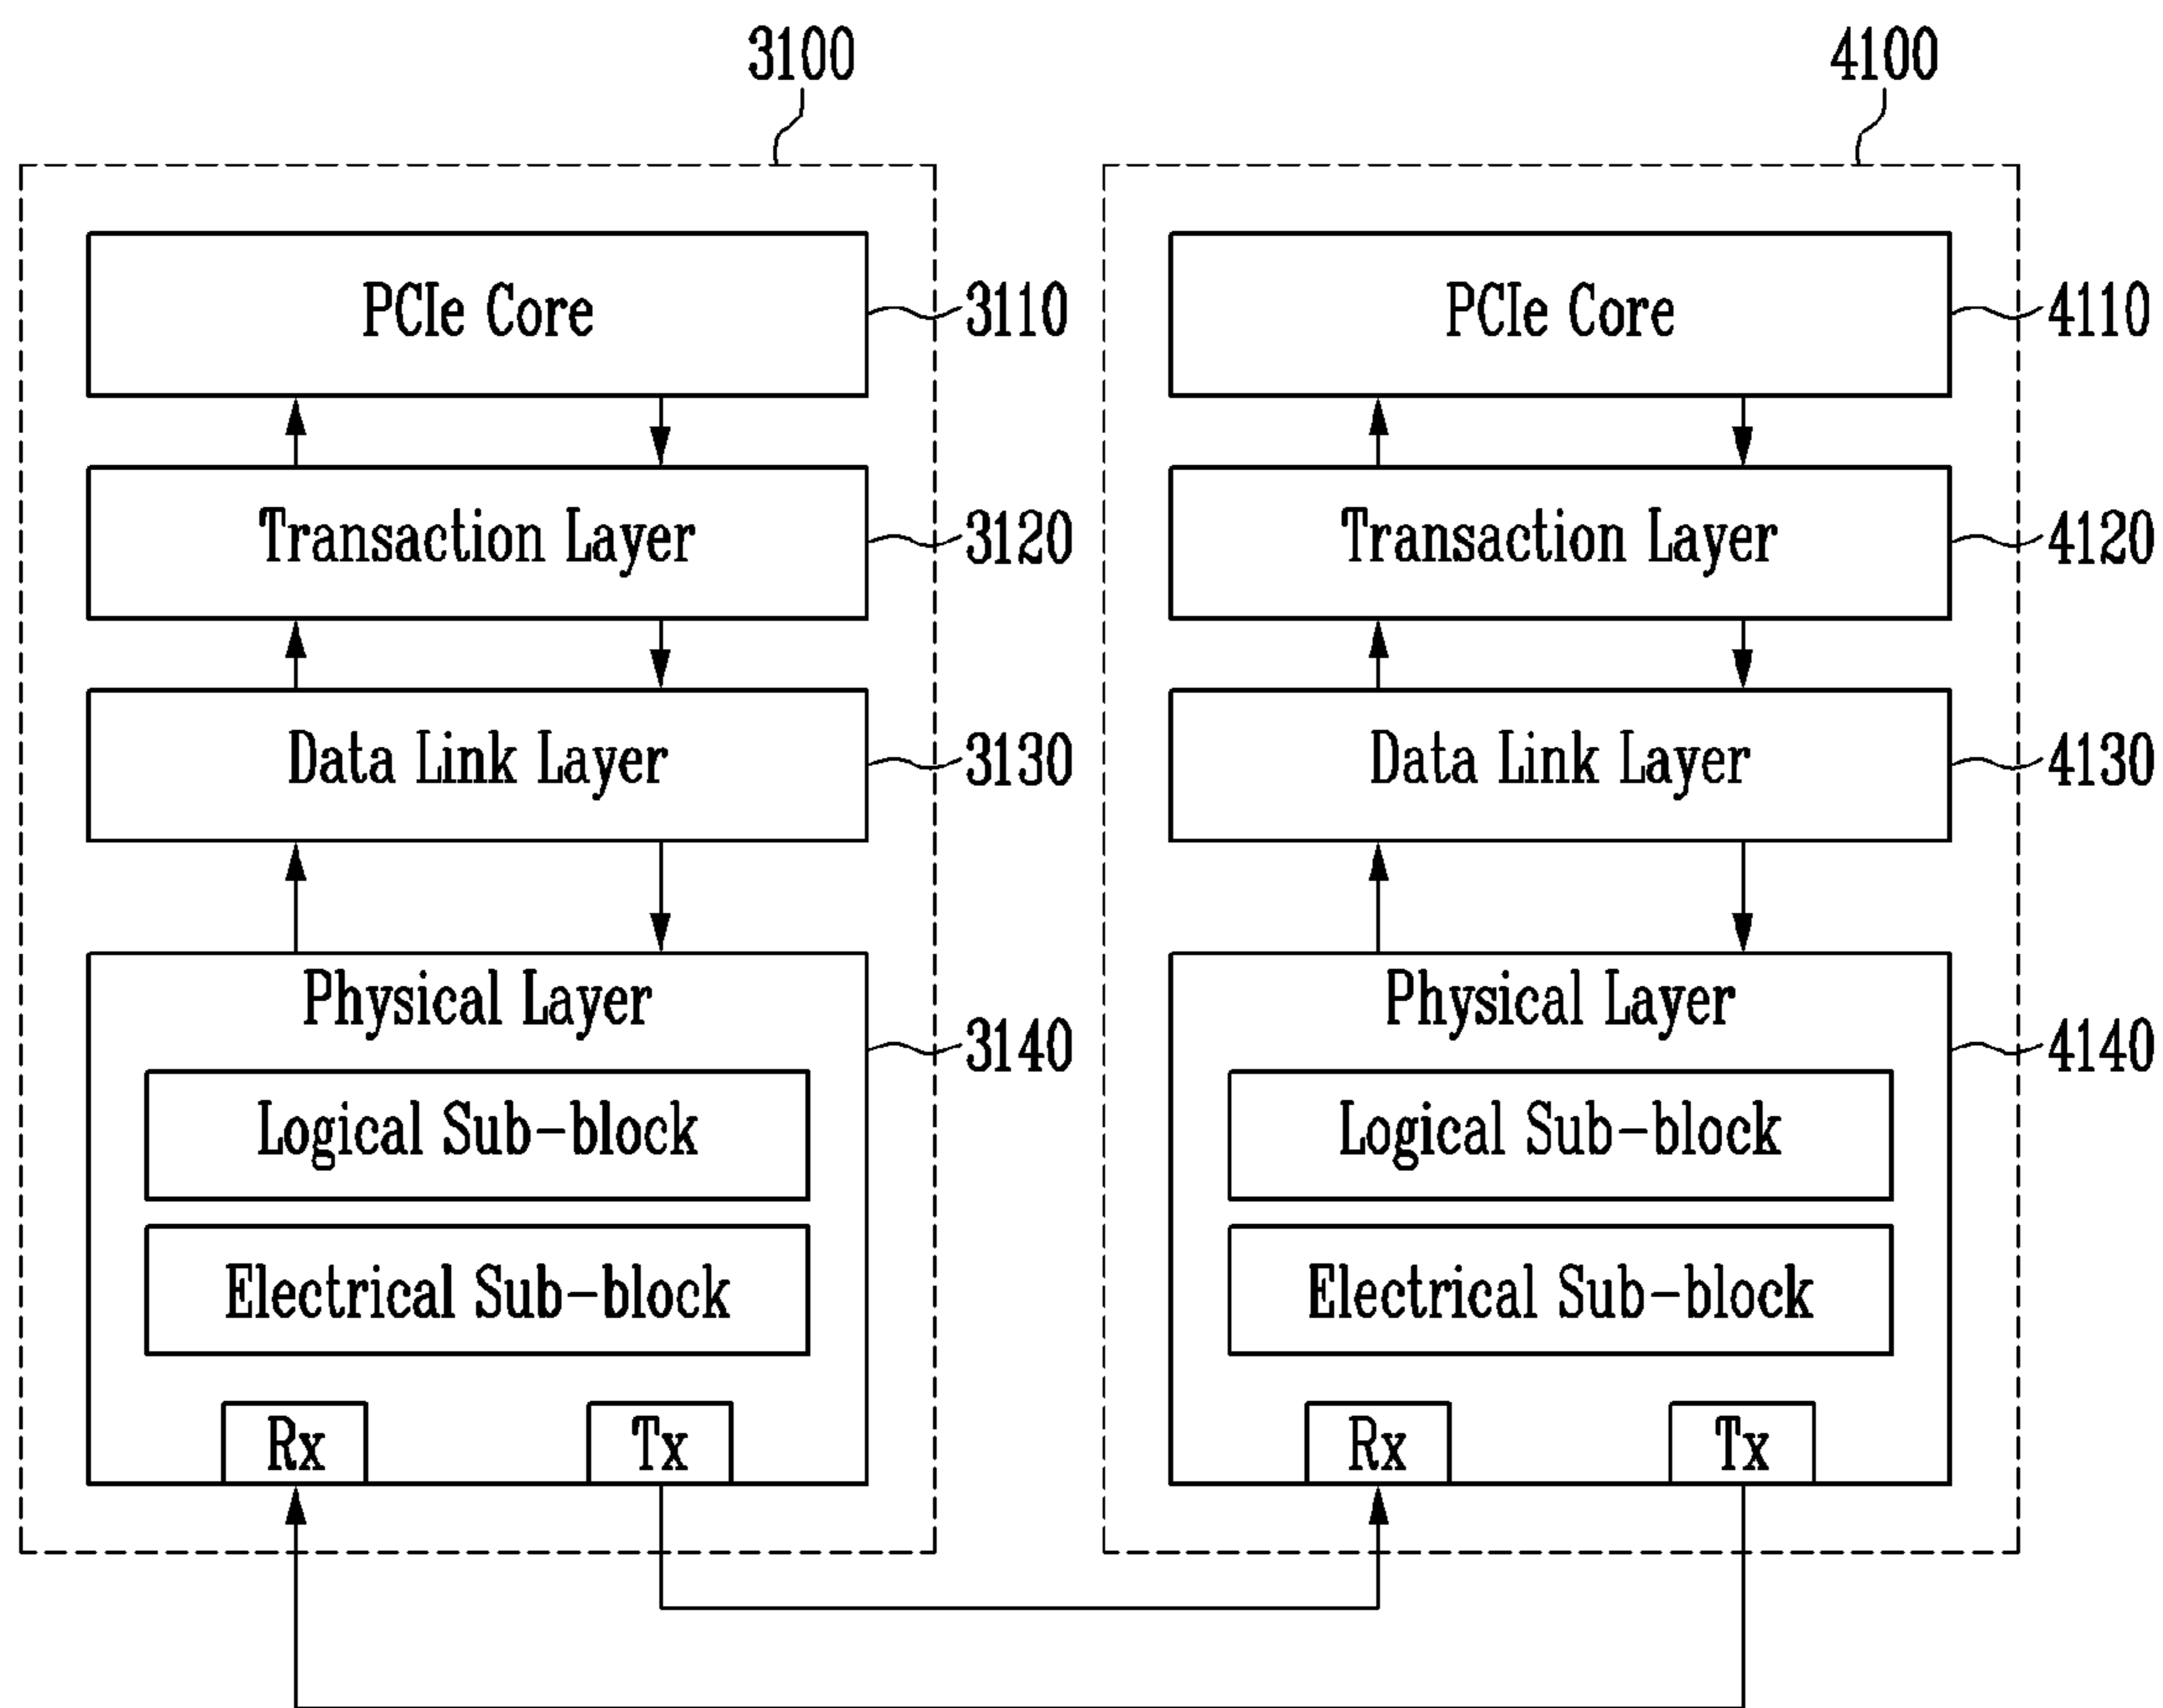 3100
PCIe Core
3110
Transaction Layer
3120
Data Link Layer
3130
Physical Layer
3140
Logical Sub-block
Electrical Sub-block
Rx
Tx
4100
PCIe Core
4110
Transaction Layer
4120
Data Link Layer
4130
Physical Layer
4140
Logical Sub-block
Electrical Sub-block
Rx
Tx